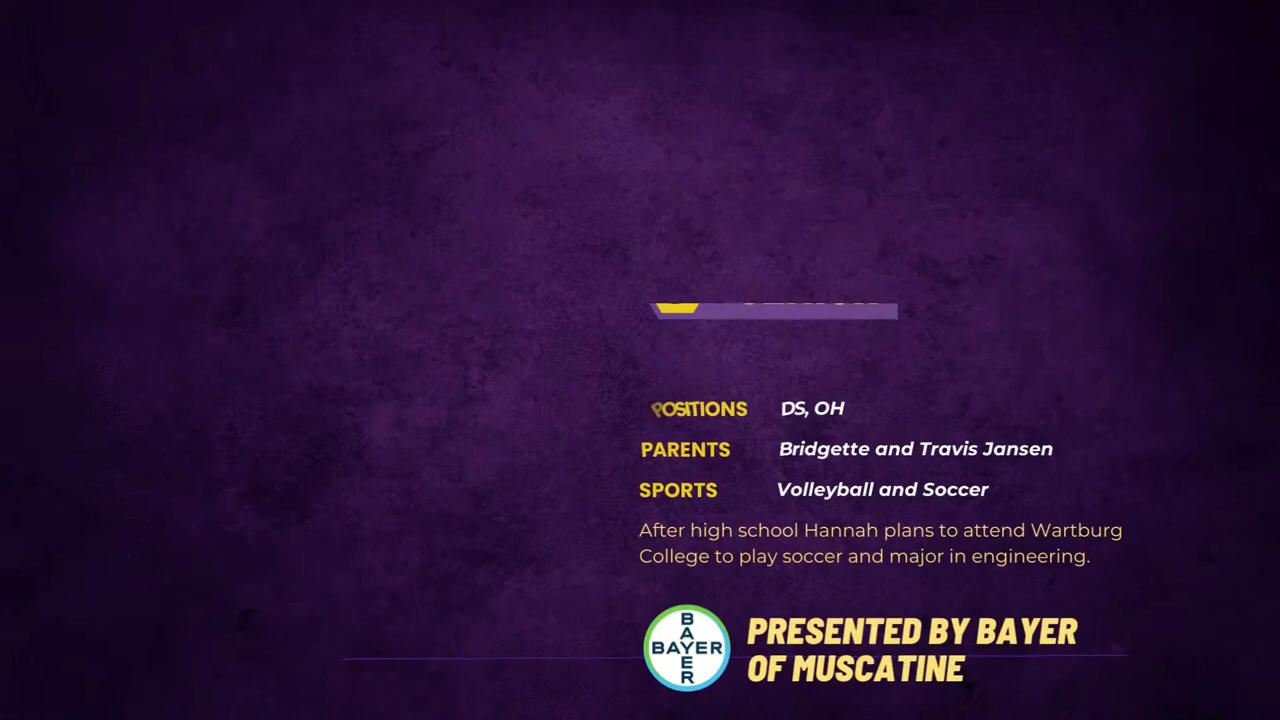 POSITIONS DS, OH
PARENTS Bridgette and Travis Jansen
SPORTS Volleyball and Soccer
After high school Hannah plans to attend Wartburg
College to play soccer and major in engineering.
BAYER
BAYER
PRESENTED BY BAYER
OF MUSCATINE